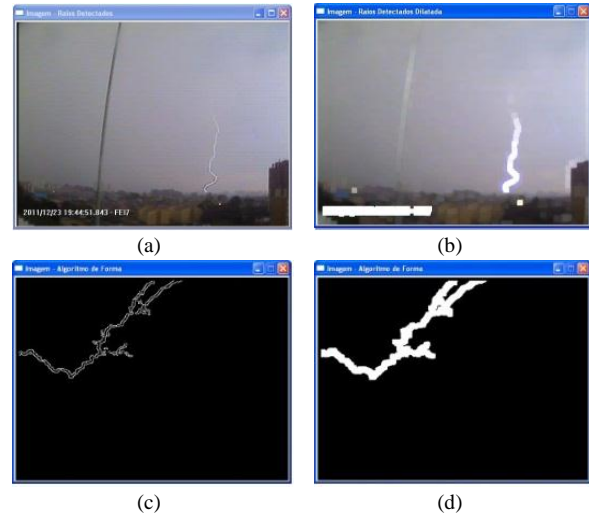 Imagem - Raios Detectados
Imagem - Raios Detectados Dilatada
2011/12/23 19:44:51.843 - FEI7
(a)
(b)
Imagem - Algoritmo de Forma
Imagem - Algoritmo de Forma
(c)
(d)